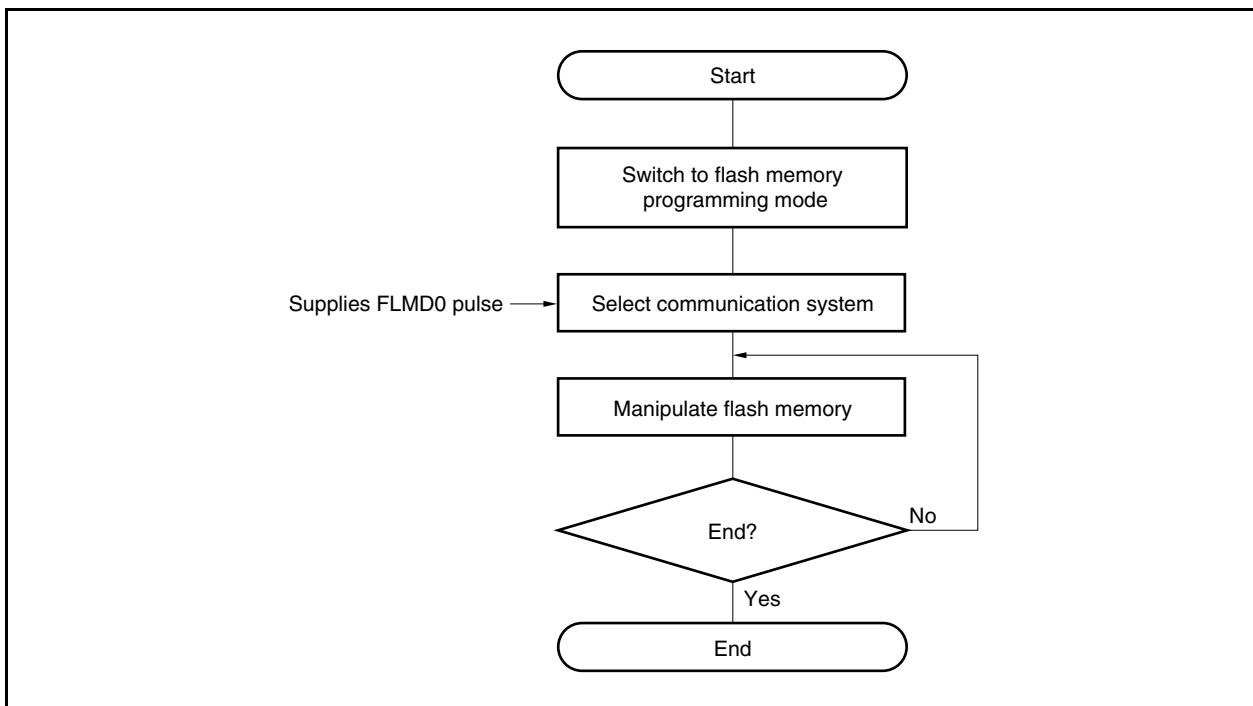 Start
Switch to flash memory
programming mode
Supplies FLMD0 pulse
Select communication system
Manipulate flash memory
End?
No
Yes
End